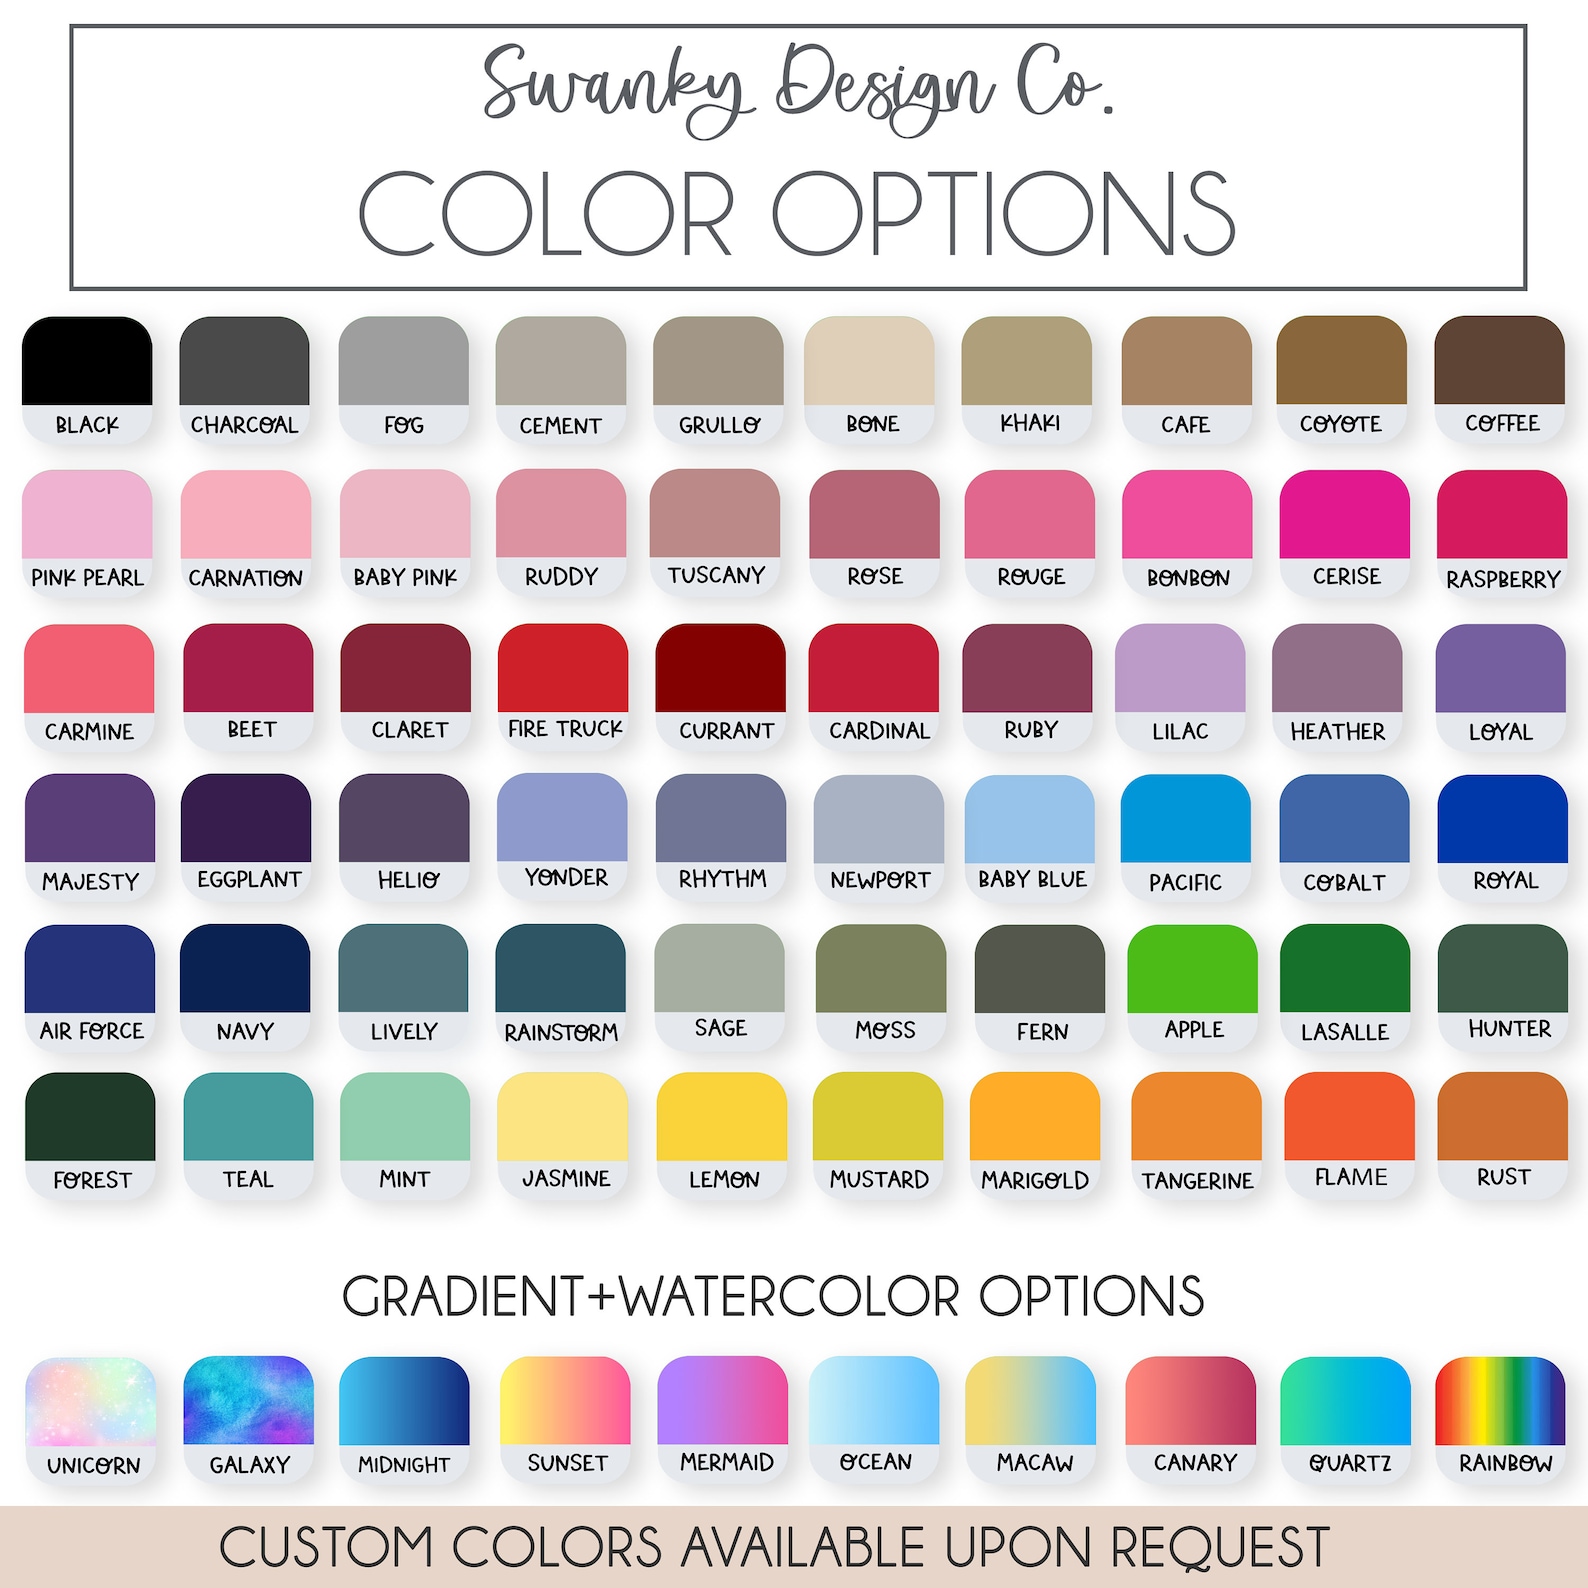 Swanky Design Co.
COLOR OPTIONS
BLACK CHARCOAL FOG CEMENT GRULLO BONE KHAKI CAFE COYOTE COFFEE
PINK PEARL CARNATION BABY PINK RUDDY TUSCANY ROSE ROUGE BONBON CERISE RASPBERRY
CARMINE BEET CLARET FIRE TRUCK CURRANT CARDINAL RUBY LILAC HEATHER LOYAL
MAJESTY EGGPLANT HELIO YONDER RHYTHM NEWPORT BABY BLUE PACIFIC COBALT ROYAL
AIR FORCE NAVY LIVELY RAINSTORM SAGE MOSS FERN APPLE LASALLE HUNTER
FOREST TEAL MINT JASMINE LEMON MUSTARD MARIGOLD TANGERINE FLAME RUST
GRADIENT+WATERCOLOR OPTIONS
UNICORN GALAXY MIDNIGHT SUNSET MERMAID OCEAN MACAW CANARY QUARTZ RAINBOW
CUSTOM COLORS AVAILABLE UPON REQUEST